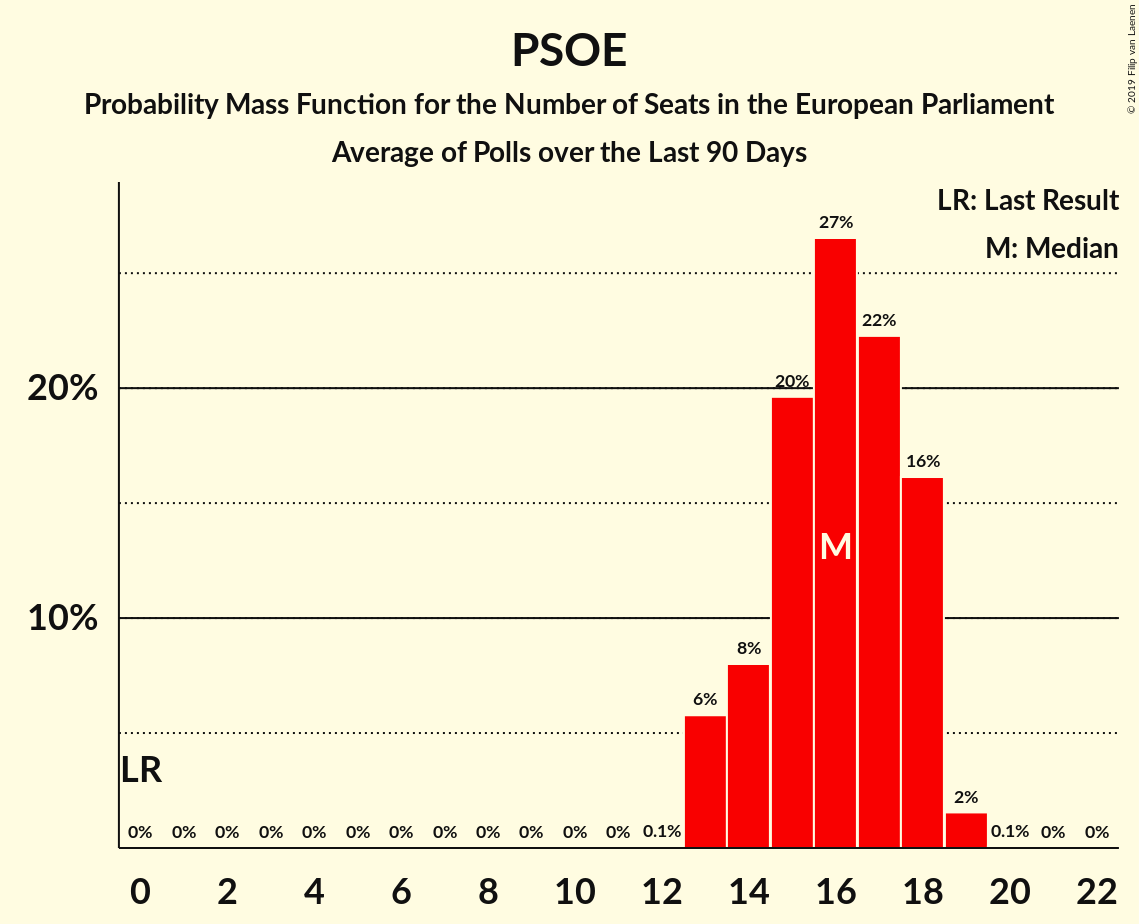 PSOE
Probability Mass Function for the Number of Seats in the European Parliament
Average of Polls over the Last 90 Days
© 2019 Filip van Laenen
LR: Last Result
M: Median
27%
22%
20%
20%
16%
M
10%
8%
6%
LR
2%
0% 0% 0% 0% 0% 0% 0% 0% 0% 0% 0% 0% 0.1% 0.1% 0% 0%
0 2 4 6 8 10 12 14 16 18 20 22